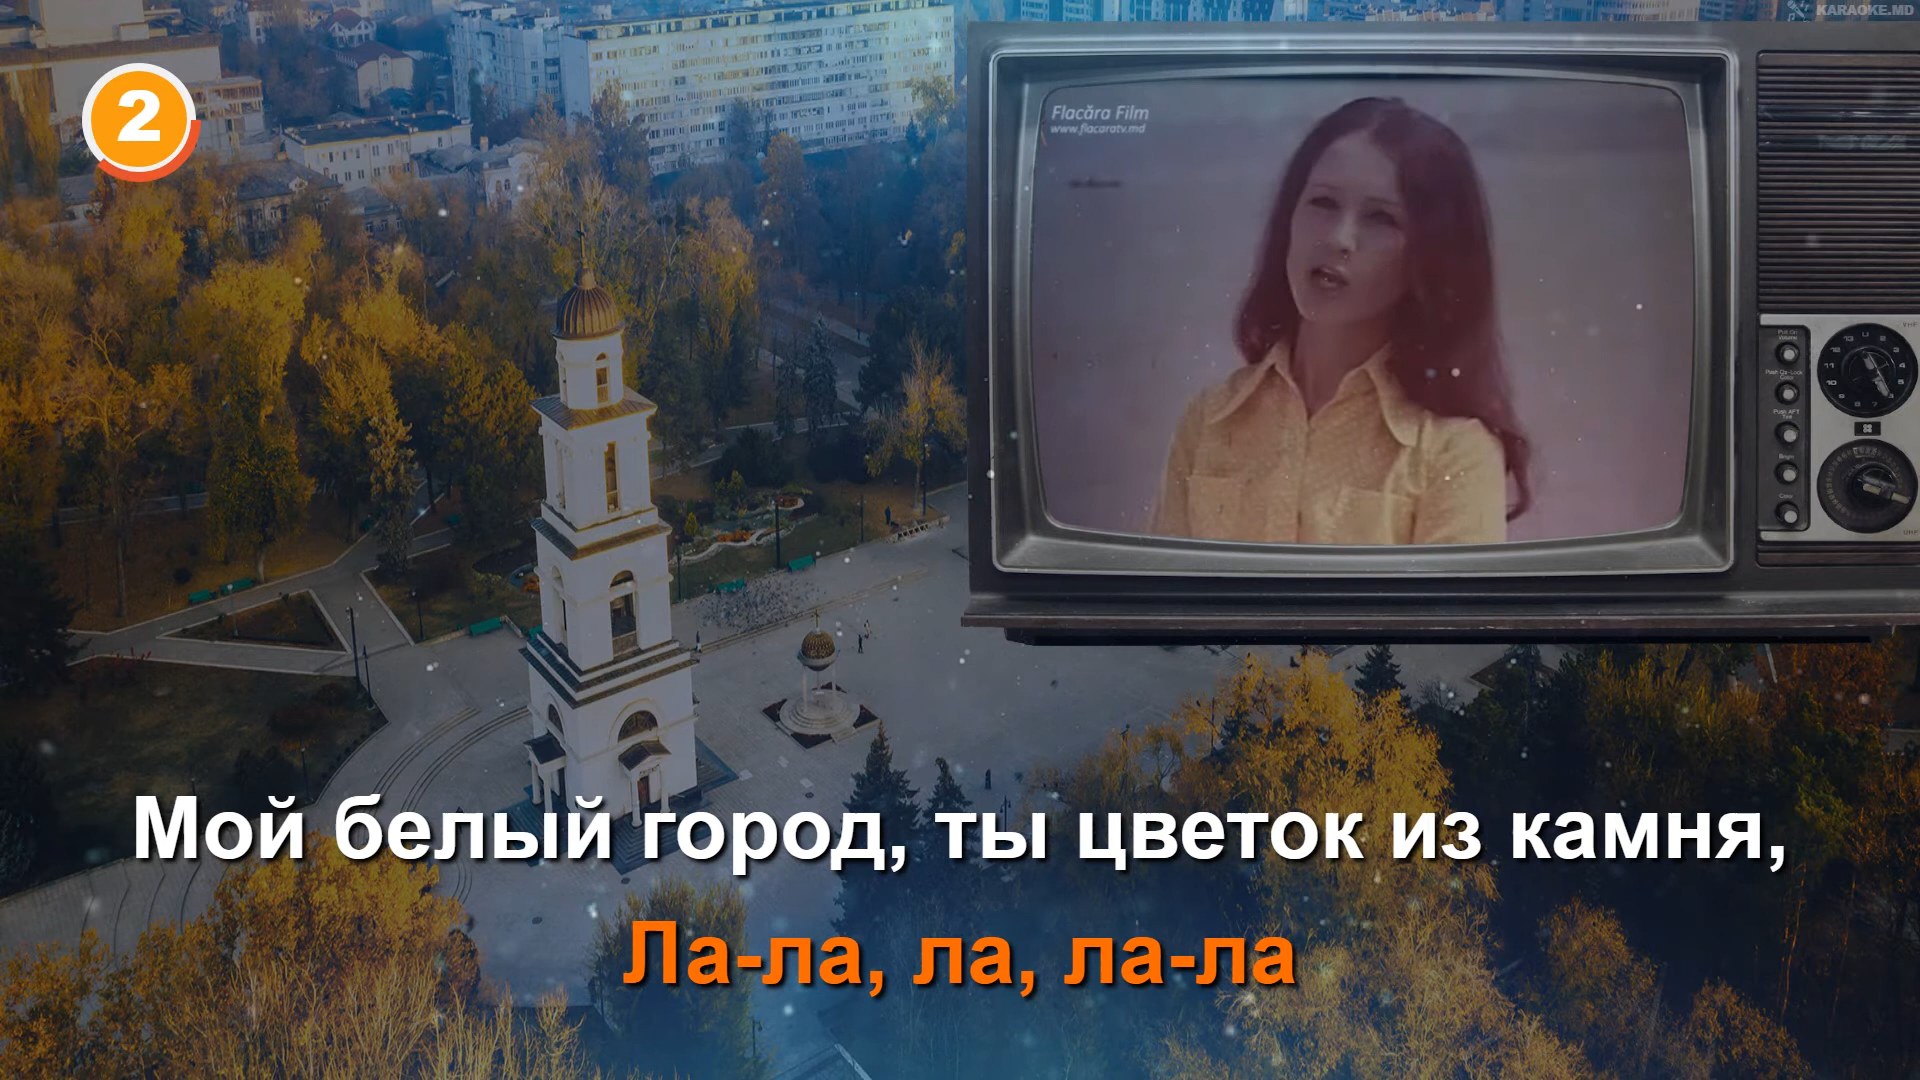 KARAOKE.MD
2
Flacăra Film
www.flacaratv.md
Мой белый город, ты цветок из камня,
Ла-ла, ла, ла-ла